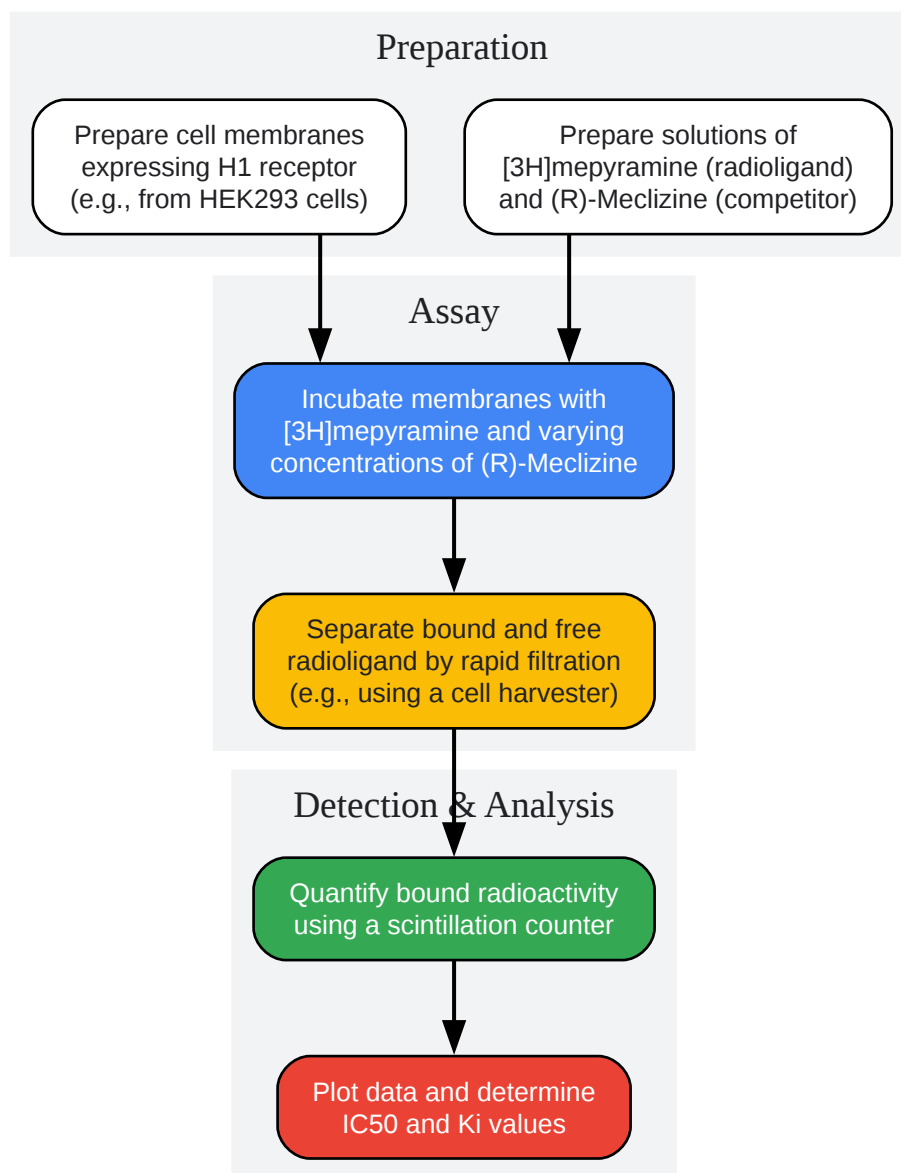 Preparation
Prepare cell membranes
expressing H1 receptor
(e.g., from HEK293 cells)
Prepare solutions of
[3H]mepyramine (radioligand)
and (R)-Meclizine (competitor)
Assay
Incubate membranes with
[3H]mepyramine and varying
concentrations of (R)-Meclizine
Separate bound and free
radioligand by rapid filtration
(e.g., using a cell harvester)
Detection & Analysis
Quantify bound radioactivity
using a scintillation counter
Plot data and determine
IC50 and Ki values